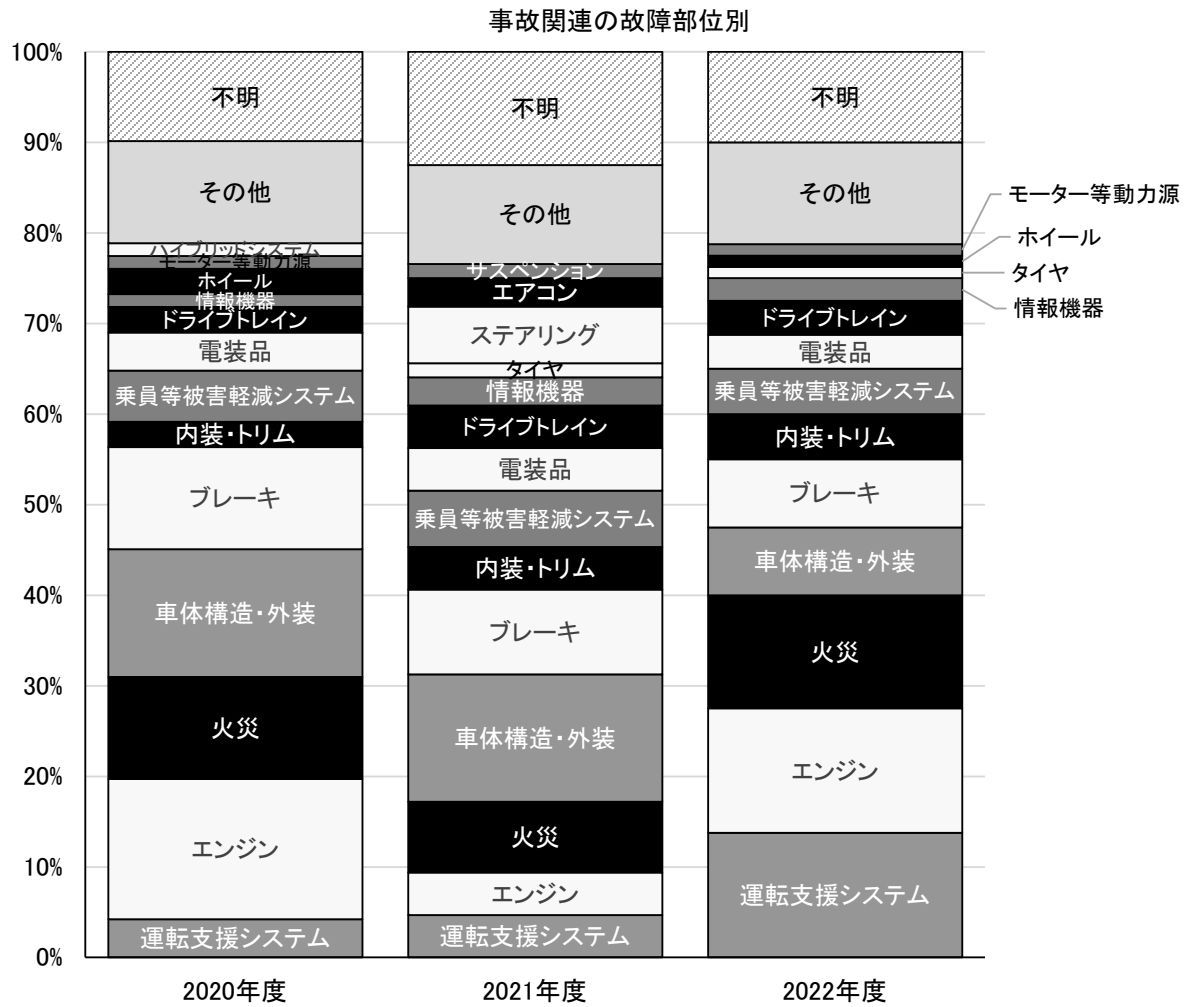 事故関連の故障部位別
100%
90%
80%
70%
60%
50%
40%
30%
20%
10%
0%
不明
その他
ハイブリッドシステム
モーター等動力源
ホイール
情報機器
ドライブトレイン
電装品
乗員等被害軽減システム
内装・トリム
ブレーキ
車体構造・外装
火災
エンジン
運転支援システム
2020年度
不明
その他
サスペンション
エアコン
ステアリング
タイヤ
情報機器
ドライブトレイン
電装品
乗員等被害軽減システム
内装・トリム
ブレーキ
車体構造・外装
火災
エンジン
運転支援システム
2021年度
不明
その他
モーター等動力源
ホイール
タイヤ
情報機器
ドライブトレイン
電装品
乗員等被害軽減システム
内装・トリム
ブレーキ
車体構造・外装
火災
エンジン
運転支援システム
2022年度